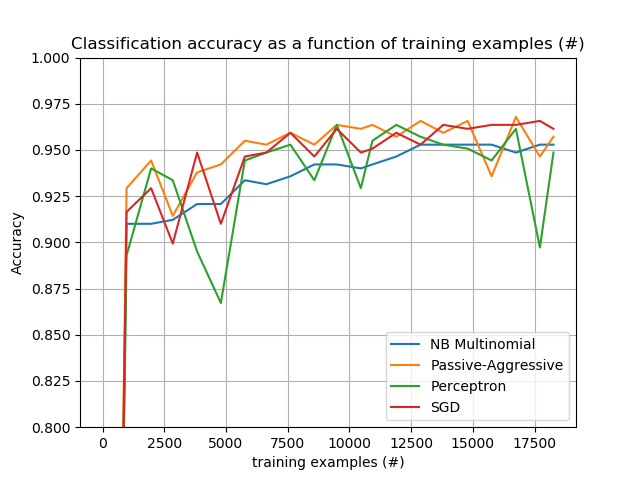 Classification accuracy as a function of training examples (#)
1.000
0.975
0.950
0.925
0.900
0.875
0.850
0.825
0.800
Accuracy
NB Multinomial
Passive-Aggressive
Perceptron
SGD
0 2500 5000 7500 10000 12500 15000 17500
training examples (#)